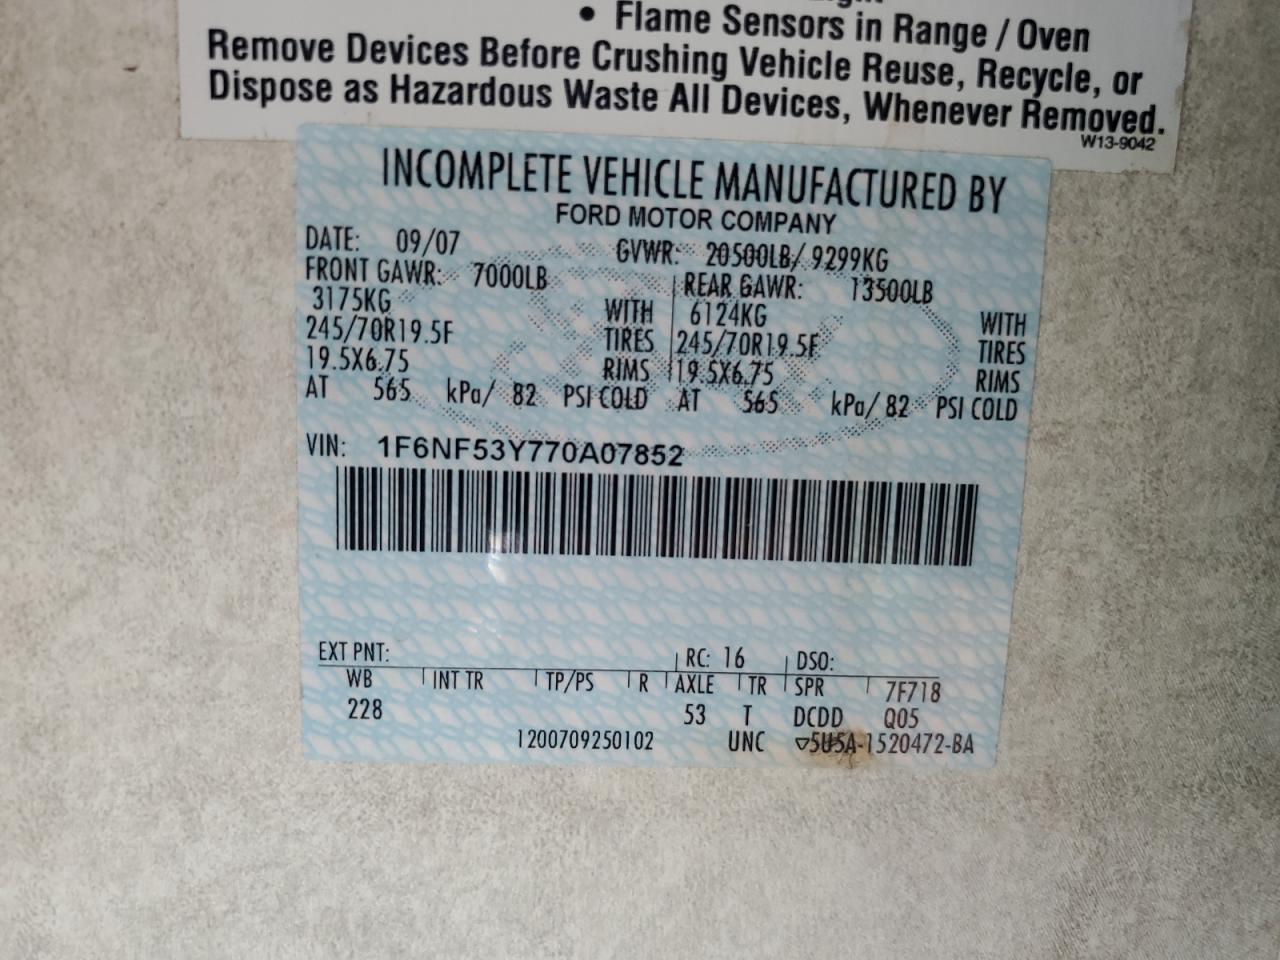 • Flame Sensors in Range / Oven
Remove Devices Before Crushing Vehicle Reuse, Recycle, or
Dispose as Hazardous Waste All Devices, Whenever Removed.
W13-9042
INCOMPLETE VEHICLE MANUFACTURED BY
FORD MOTOR COMPANY
DATE: 09/07 GVWR: 20500LB/ 9299KG
FRONT GAWR: 7000LB REAR GAWR: 13500LB
3175KG WITH 6124KG WITH
245/70R19.5F TIRES 245/70R19.5F TIRES
19.5X6.75 RIMS 19.5X6.75 RIMS
AT 565 kPa/ 82 PSI COLD AT 565 kPa/ 82 PSI COLD
VIN: 1F6NF53Y770A07852
EXT PNT: RC: 16 DSO:
WB INT TR TP/PS R AXLE TR SPR 7F718
228 53 T DCDD Q05
1200709250102 UNC ▽5U5A-1520472-BA